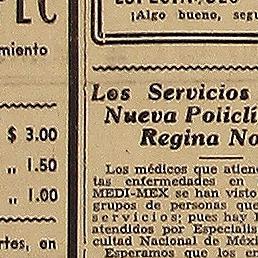 PEC
¡Algo bueno, segu
miento
$ 3.00
„ 1.50
„ 1.00
rtes, en
Los Servicios
Nueva Policlí
Regina No
Los médicos que atien
tas enfermedades en
MEDI-MEX se han visto
grupos de personas que
servicios; pues hay
atendidos por Especialis
cultad Nacional de Méxi
Esperamos que los en